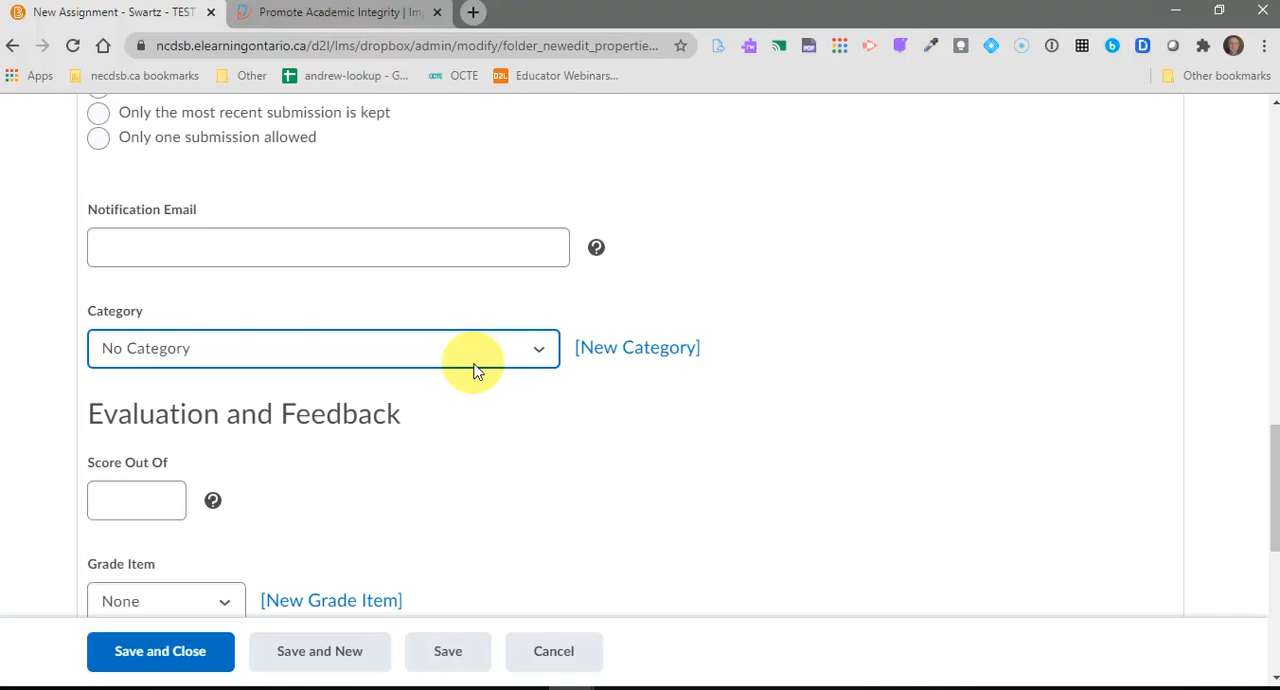 New Assignment - Swartz - TEST
Promote Academic Integrity | Im
ncdsb.elearningontario.ca/d2l/lms/dropbox/admin/modify/folder_newedit_propertie...
Apps
necdsb.ca bookmarks
Other
andrew-lookup - G...
OCTE
Educator Webinars...
Other bookmarks
Only the most recent submission is kept
Only one submission allowed
Notification Email
Category
No Category
[New Category]
Evaluation and Feedback
Score Out Of
Grade Item
None
[New Grade Item]
Save and Close
Save and New
Save
Cancel